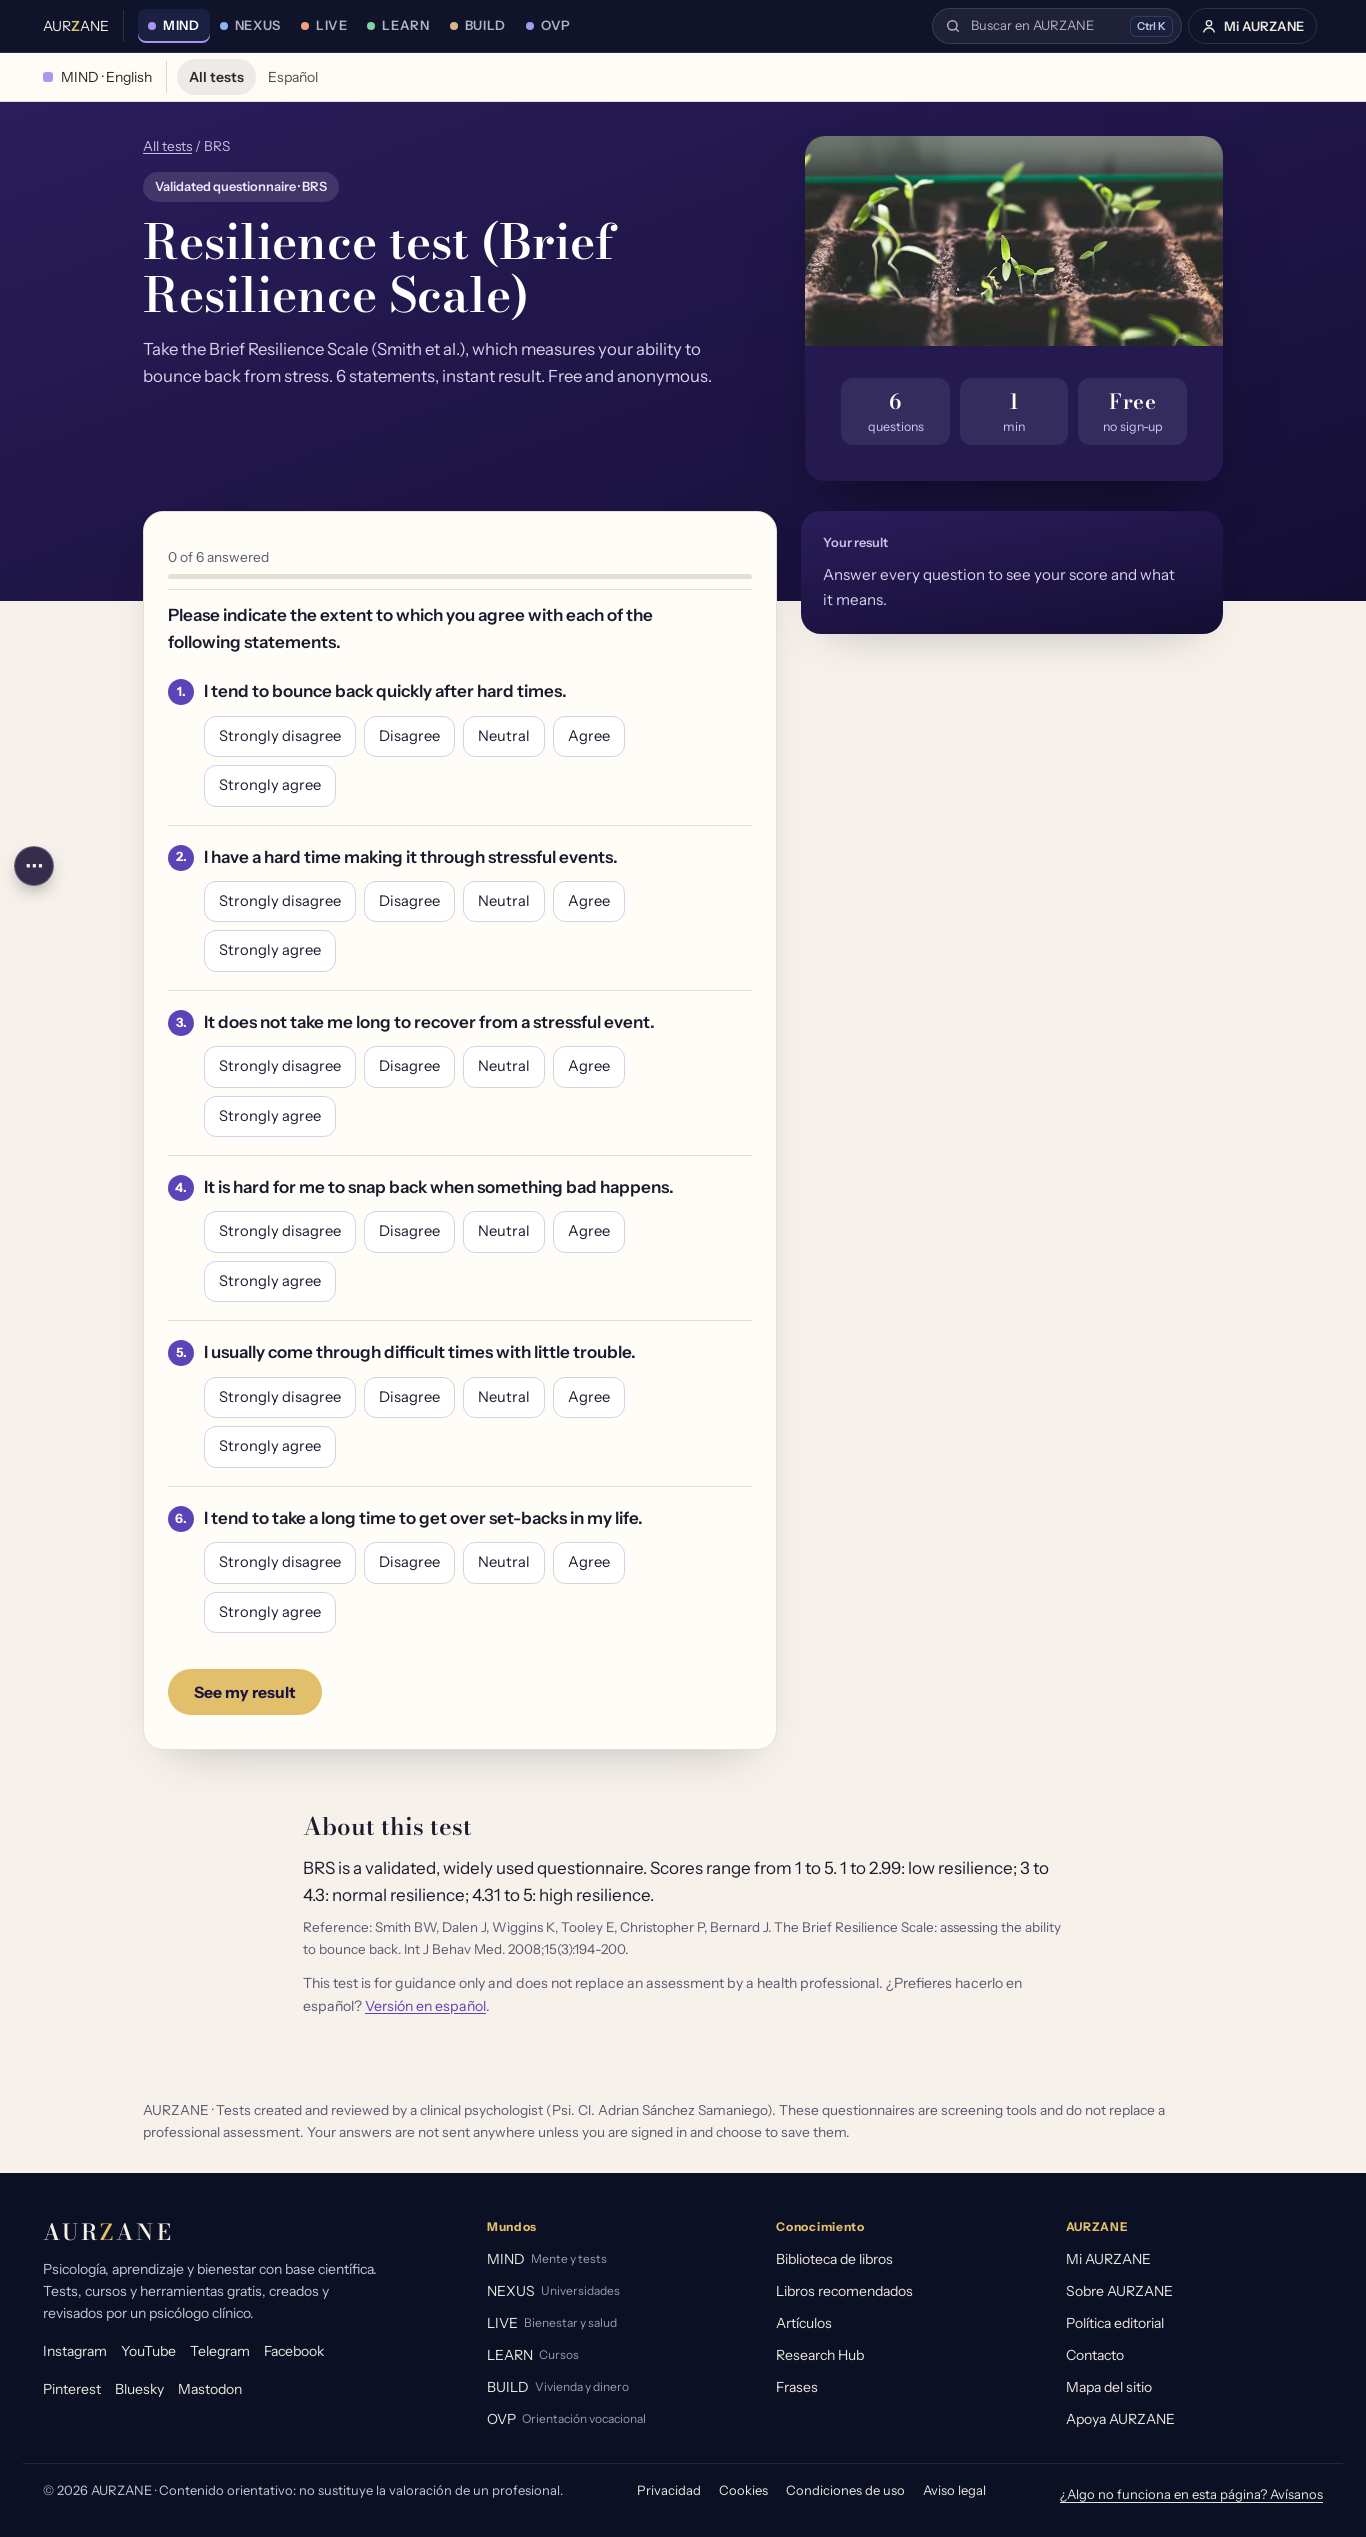 AURZANE
MIND
NEXUS
LIVE
LEARN
BUILD
OVP
Buscar en AURZANE
Ctrl K
Mi AURZANE
MIND · English
All tests
Español
All tests / BRS
Validated questionnaire · BRS
Resilience test (Brief
Resilience Scale)
Take the Brief Resilience Scale (Smith et al.), which measures your ability to
bounce back from stress. 6 statements, instant result. Free and anonymous.
6
questions
1
min
Free
no sign-up
0 of 6 answered
Your result
Answer every question to see your score and what
it means.
Please indicate the extent to which you agree with each of the
following statements.
1. I tend to bounce back quickly after hard times.
Strongly disagree
Disagree
Neutral
Agree
Strongly agree
2. I have a hard time making it through stressful events.
Strongly disagree
Disagree
Neutral
Agree
Strongly agree
3. It does not take me long to recover from a stressful event.
Strongly disagree
Disagree
Neutral
Agree
Strongly agree
4. It is hard for me to snap back when something bad happens.
Strongly disagree
Disagree
Neutral
Agree
Strongly agree
5. I usually come through difficult times with little trouble.
Strongly disagree
Disagree
Neutral
Agree
Strongly agree
6. I tend to take a long time to get over set-backs in my life.
Strongly disagree
Disagree
Neutral
Agree
Strongly agree
See my result
About this test
BRS is a validated, widely used questionnaire. Scores range from 1 to 5. 1 to 2.99: low resilience; 3 to
4.3: normal resilience; 4.31 to 5: high resilience.
Reference: Smith BW, Dalen J, Wiggins K, Tooley E, Christopher P, Bernard J. The Brief Resilience Scale: assessing the ability
to bounce back. Int J Behav Med. 2008;15(3):194-200.
This test is for guidance only and does not replace an assessment by a health professional. ¿Prefieres hacerlo en
español? Versión en español.
AURZANE · Tests created and reviewed by a clinical psychologist (Psi. Cl. Adrian Sánchez Samaniego). These questionnaires are screening tools and do not replace a
professional assessment. Your answers are not sent anywhere unless you are signed in and choose to save them.
AURZANE
Psicología, aprendizaje y bienestar con base científica.
Tests, cursos y herramientas gratis, creados y
revisados por un psicólogo clínico.
Instagram YouTube Telegram Facebook
Pinterest Bluesky Mastodon
Mundos
MIND Mente y tests
NEXUS Universidades
LIVE Bienestar y salud
LEARN Cursos
BUILD Vivienda y dinero
OVP Orientación vocacional
Conocimiento
Biblioteca de libros
Libros recomendados
Artículos
Research Hub
Frases
AURZANE
Mi AURZANE
Sobre AURZANE
Política editorial
Contacto
Mapa del sitio
Apoya AURZANE
© 2026 AURZANE · Contenido orientativo: no sustituye la valoración de un profesional.
Privacidad Cookies Condiciones de uso Aviso legal
¿Algo no funciona en esta página? Avísanos